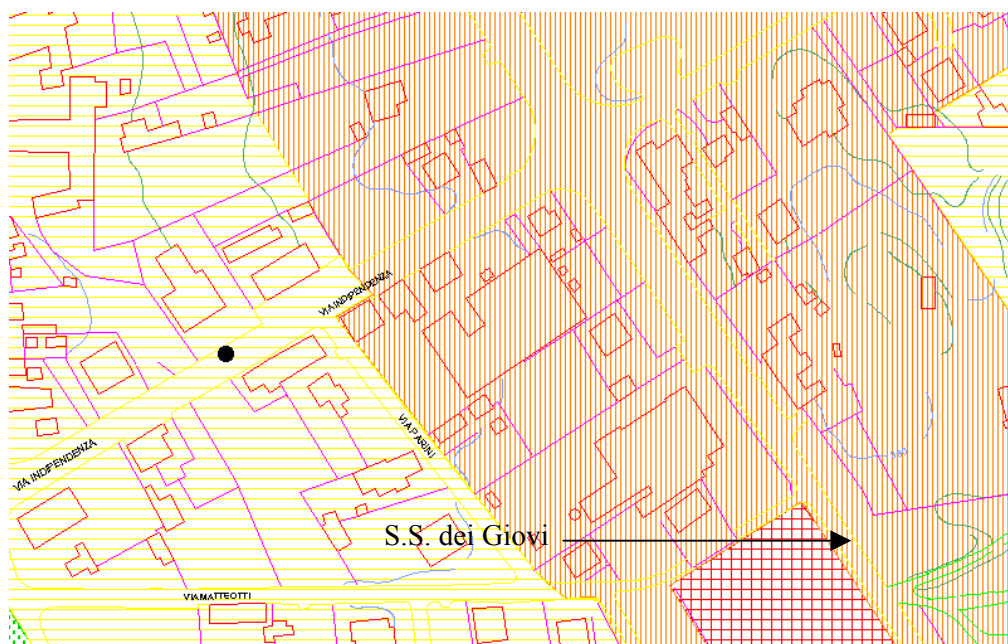 VIA INDIPENDENZA
VIA PARINI
VIA INDIPENDENZA
S.S. dei Giovi
VIA MATTEOTTI